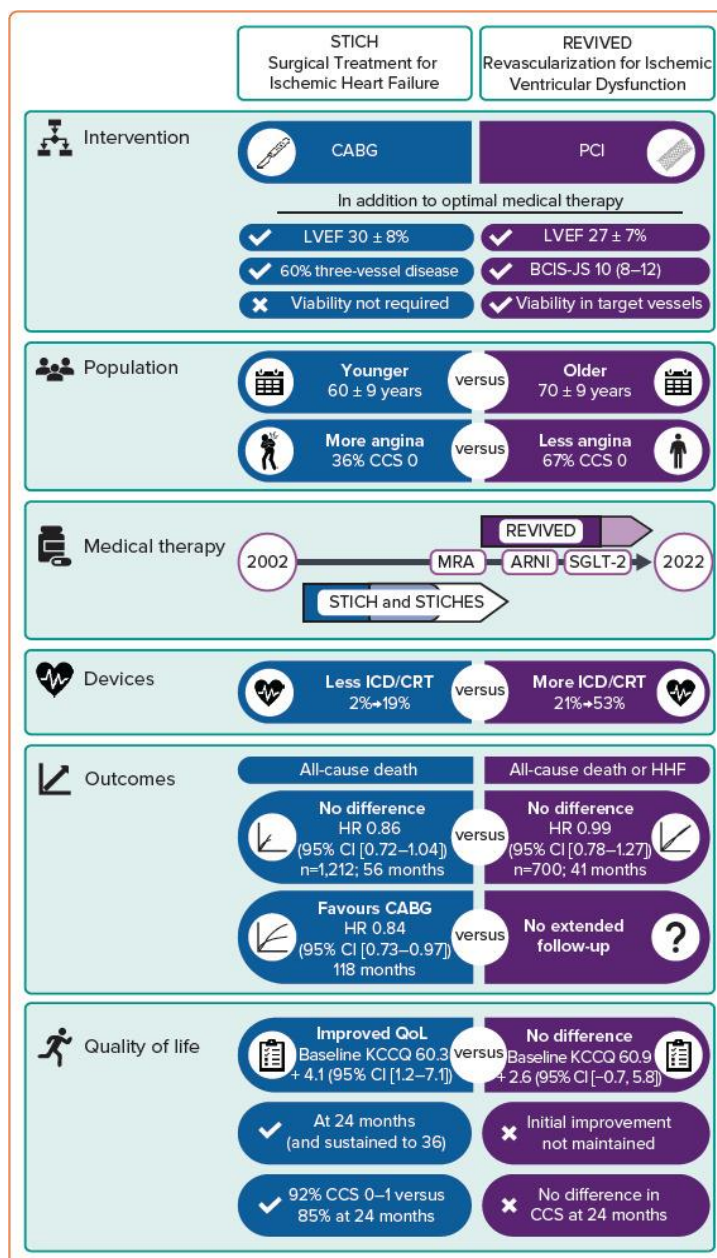 STICH
Surgical Treatment for
Ischemic Heart Failure
REVIVED
Revascularization for Ischemic
Ventricular Dysfunction
Intervention
CABG
PCI
In addition to optimal medical therapy
LVEF 30 ± 8%
LVEF 27 ± 7%
60% three-vessel disease
BCIS-JS 10 (8–12)
Viability not required
Viability in target vessels
Population
Younger
60 ± 9 years
versus
Older
70 ± 9 years
More angina
36% CCS 0
versus
Less angina
67% CCS 0
Medical therapy
REVIVED
2002
MRA
ARNI
SGLT-2
2022
STICH and STICHES
Devices
Less ICD/CRT
2%→19%
versus
More ICD/CRT
21%→53%
Outcomes
All-cause death
All-cause death or HHF
No difference
HR 0.86
(95% CI [0.72–1.04])
n=1,212; 56 months
versus
No difference
HR 0.99
(95% CI [0.78–1.27])
n=700; 41 months
Favours CABG
HR 0.84
(95% CI [0.73–0.97])
118 months
versus
No extended
follow-up
?
Quality of life
Improved QoL
Baseline KCCQ 60.3
+ 4.1 (95% CI [1.2–7.1])
versus
No difference
Baseline KCCQ 60.9
+ 2.6 (95% CI [−0.7, 5.8])
At 24 months
(and sustained to 36)
Initial improvement
not maintained
92% CCS 0–1 versus
85% at 24 months
No difference in
CCS at 24 months